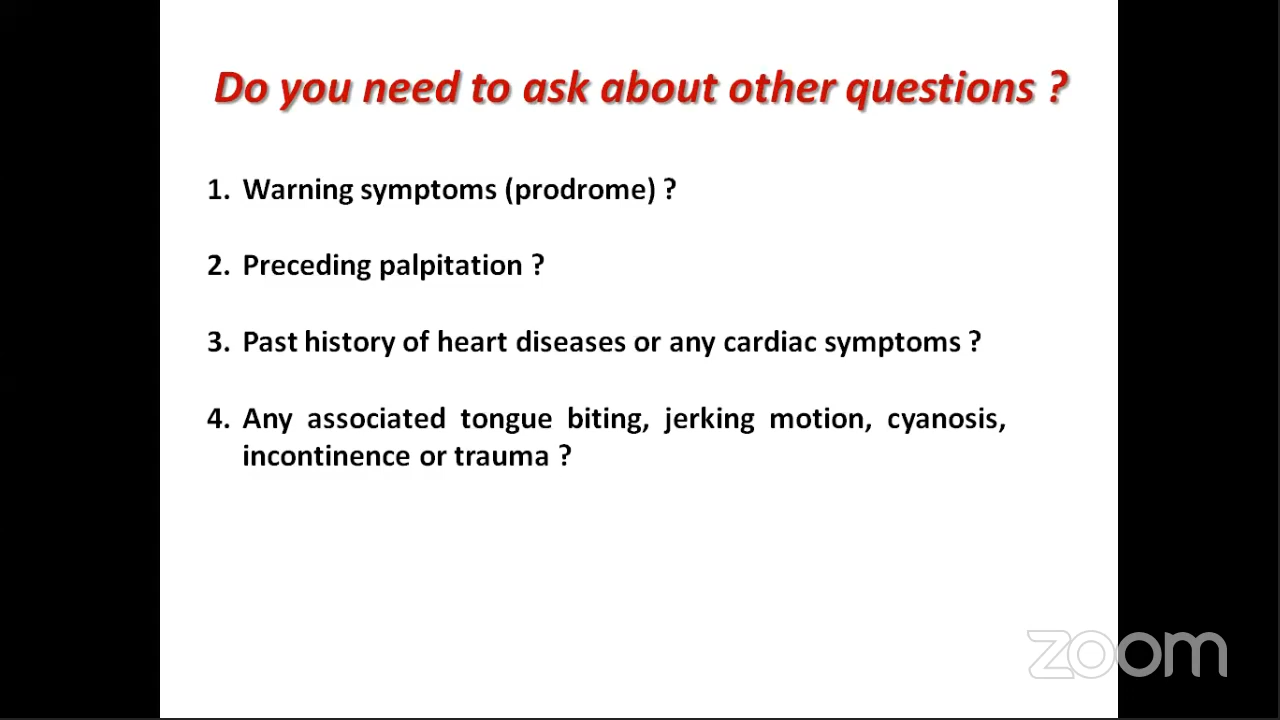 Do you need to ask about other questions ?
1. Warning symptoms (prodrome) ?
2. Preceding palpitation ?
3. Past history of heart diseases or any cardiac symptoms ?
4. Any associated tongue biting, jerking motion, cyanosis,
incontinence or trauma ?
zoom